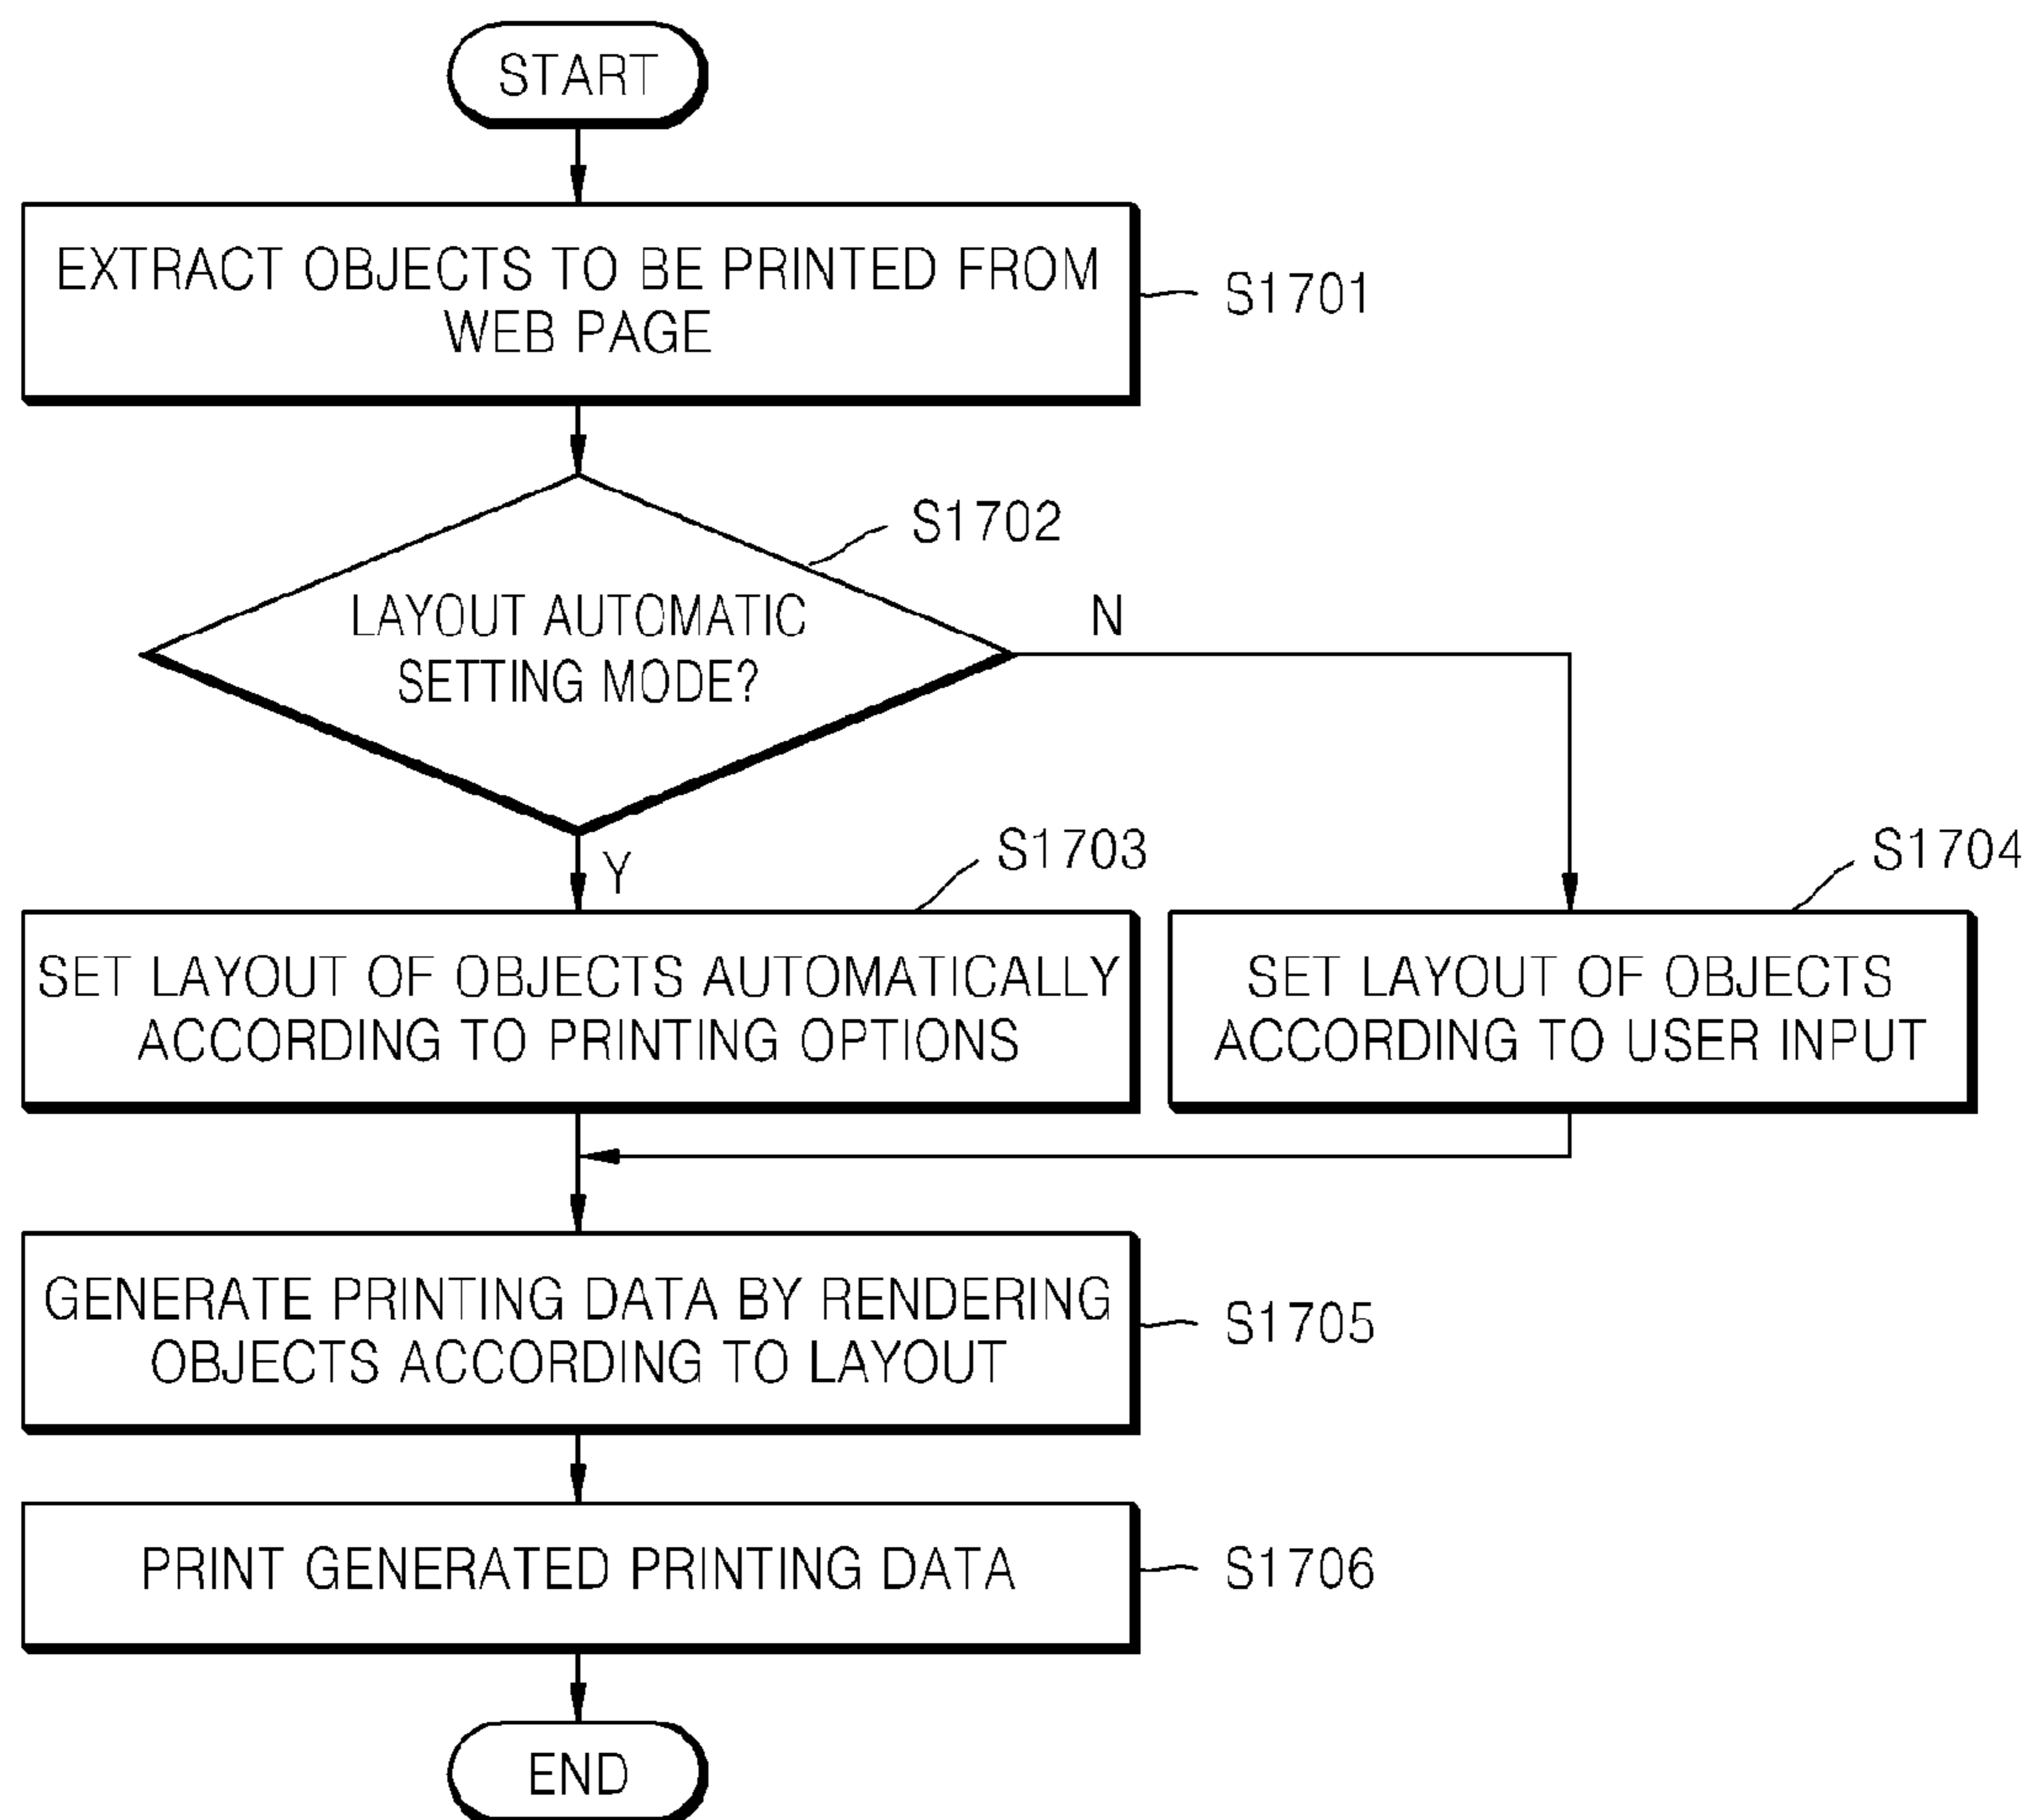 START
EXTRACT OBJECTS TO BE PRINTED FROM
WEB PAGE
S1701
S1702
LAYOUT AUTOMATIC
SETTING MODE?
N
Y
S1703
S1704
SET LAYOUT OF OBJECTS AUTOMATICALLY
ACCORDING TO PRINTING OPTIONS
SET LAYOUT OF OBJECTS
ACCORDING TO USER INPUT
GENERATE PRINTING DATA BY RENDERING
OBJECTS ACCORDING TO LAYOUT
S1705
PRINT GENERATED PRINTING DATA
S1706
END